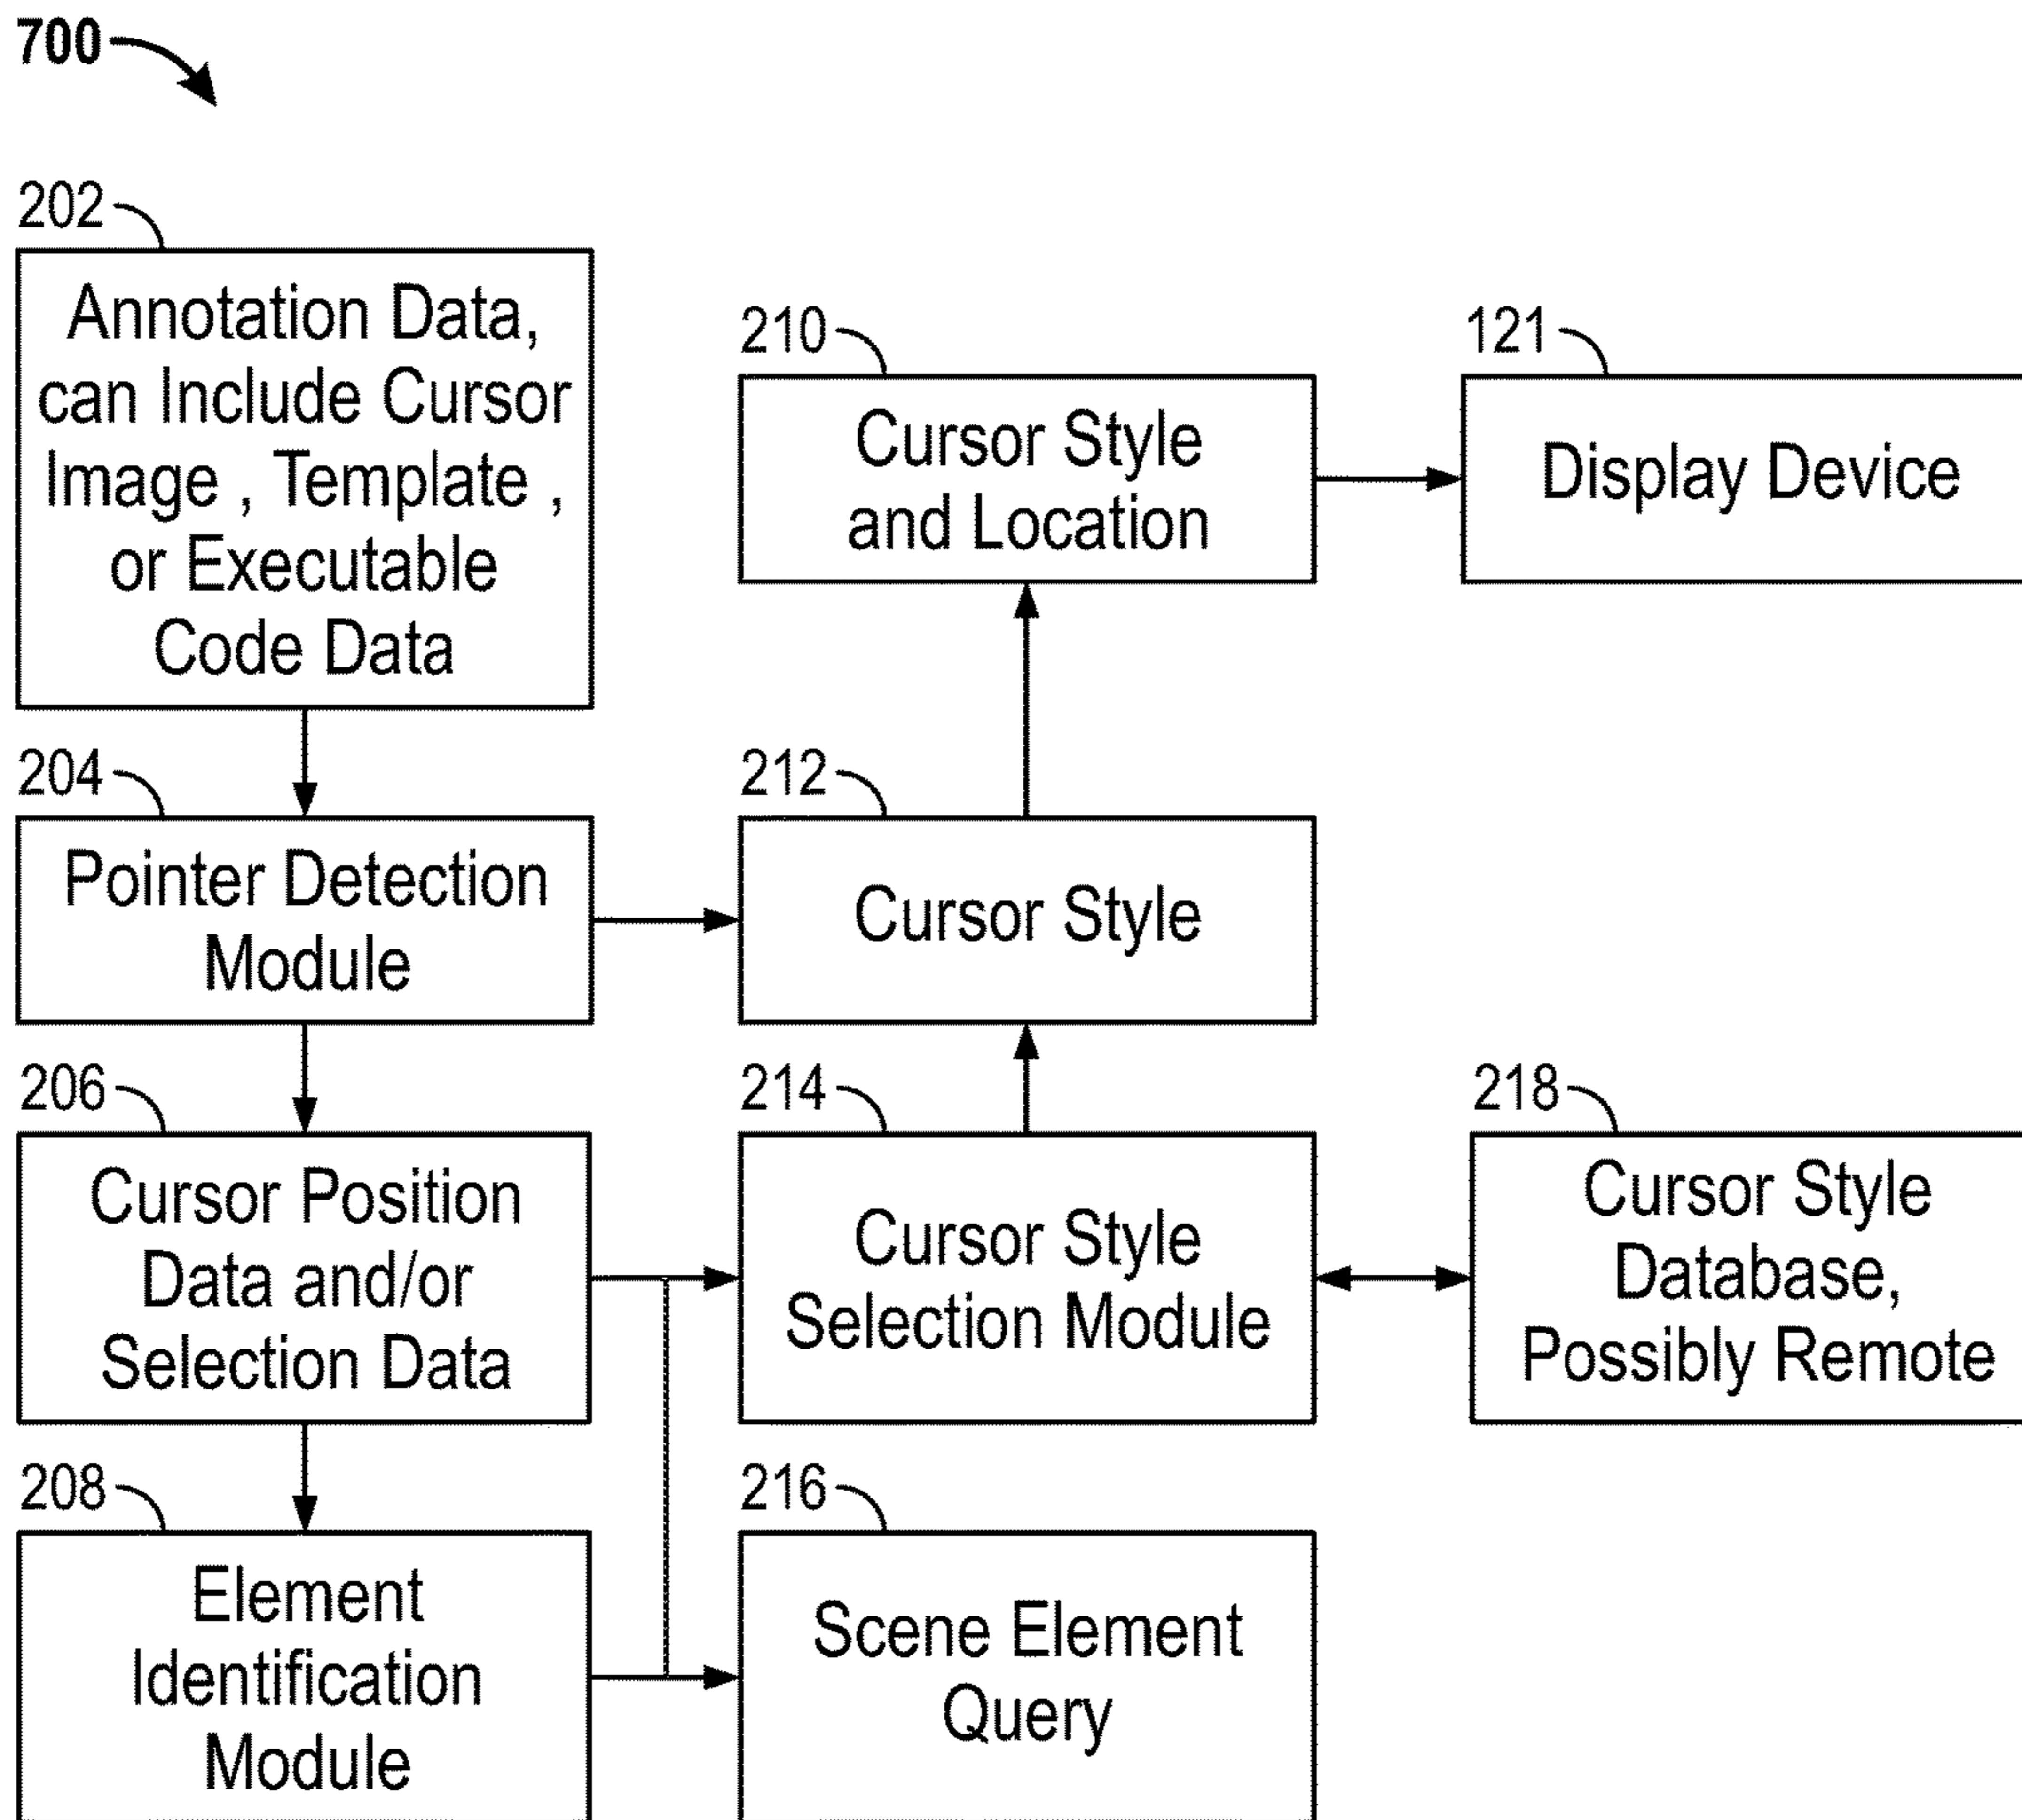 700
202
Annotation Data,
can Include Cursor
Image , Template ,
or Executable
Code Data
204
Pointer Detection
Module
206
Cursor Position
Data and/or
Selection Data
208
Element
Identification
Module
210
Cursor Style
and Location
212
Cursor Style
214
Cursor Style
Selection Module
216
Scene Element
Query
121
Display Device
218
Cursor Style
Database,
Possibly Remote